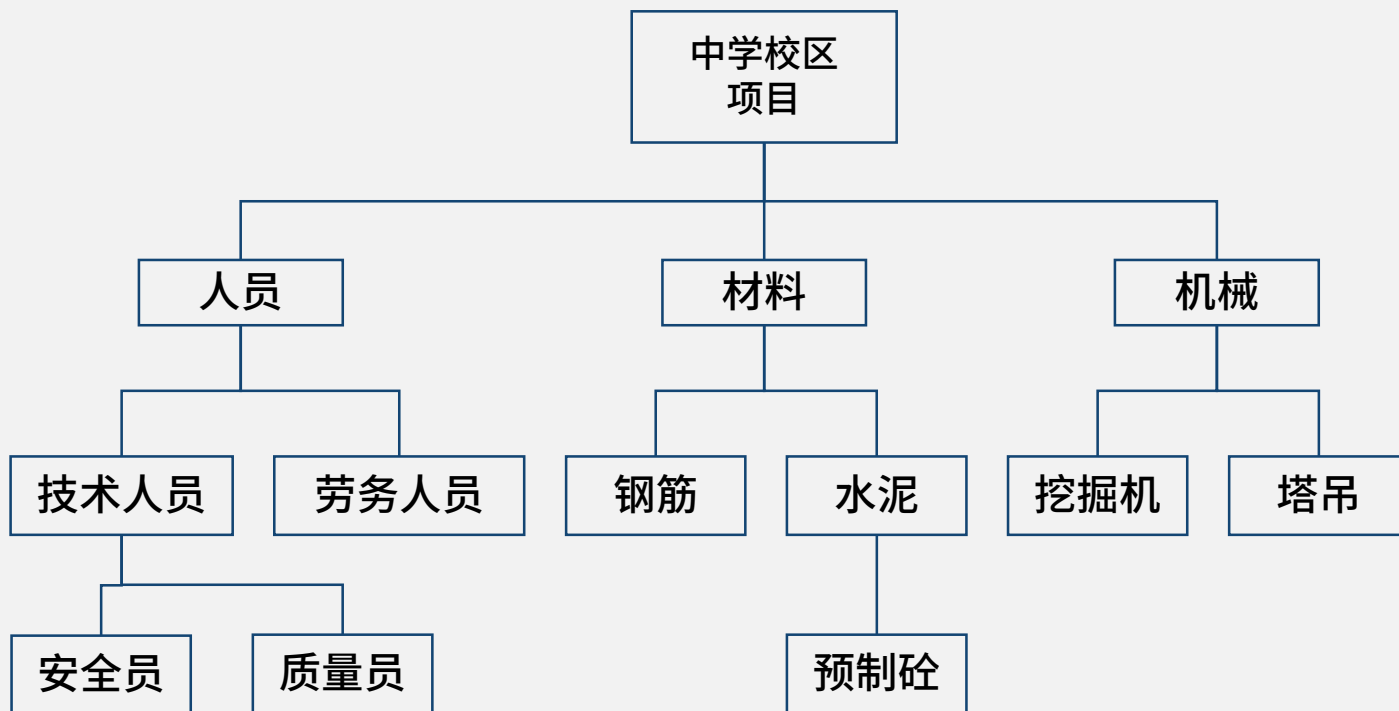 中学校区
项目
人员
材料
机械
技术人员
劳务人员
钢筋
水泥
挖掘机
塔吊
安全员
质量员
预制砼